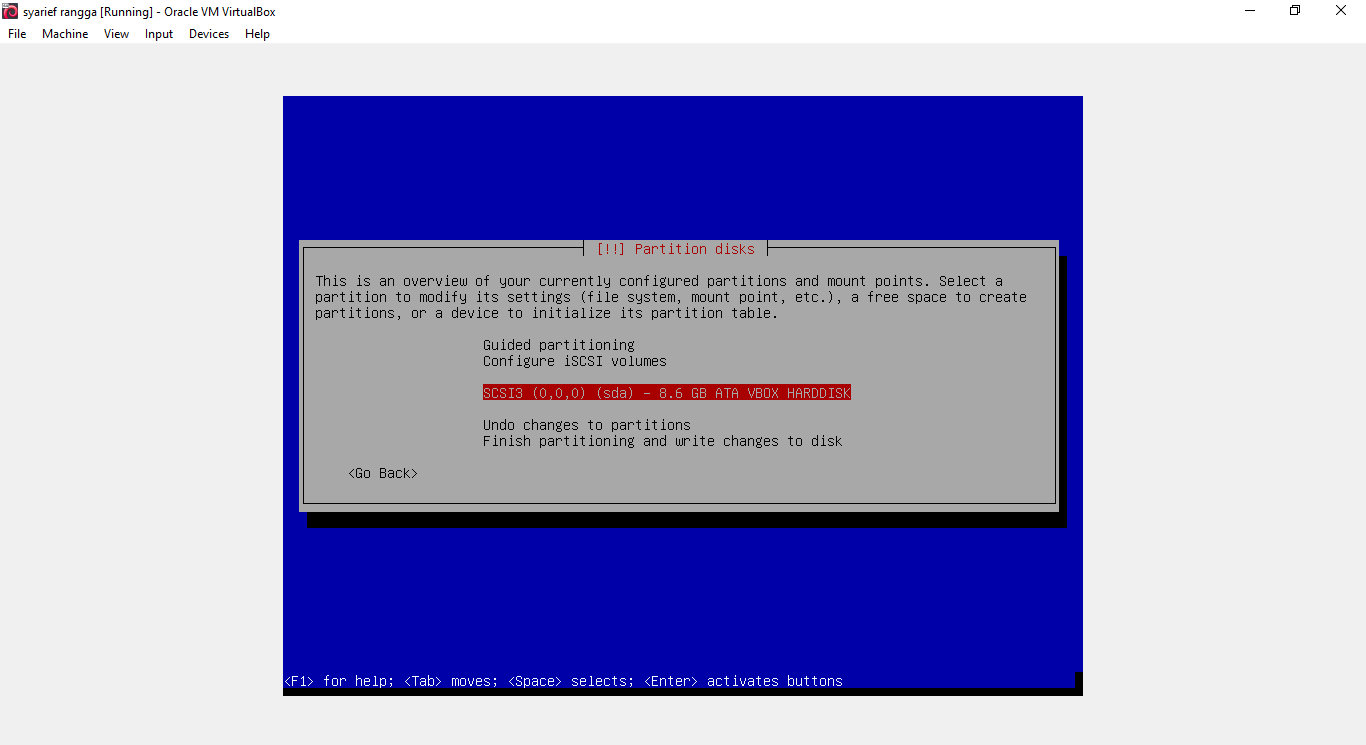 syarief rangga [Running] - Oracle VM VirtualBox
File Machine View Input Devices Help
[!!] Partition disks
This is an overview of your currently configured partitions and mount points. Select a
partition to modify its settings (file system, mount point, etc.), a free space to create
partitions, or a device to initialize its partition table.
Guided partitioning
Configure iSCSI volumes
SCSI3 (0,0,0) (sda) - 8.6 GB ATA VBOX HARDDISK
Undo changes to partitions
Finish partitioning and write changes to disk
<Go Back>
<F1> for help; <Tab> moves; <Space> selects; <Enter> activates buttons